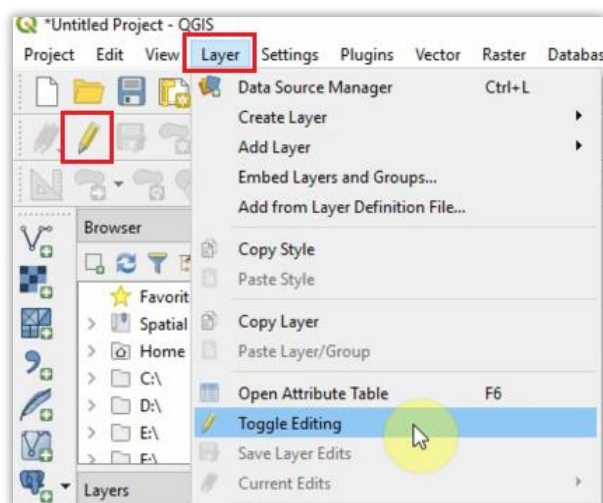 *Untitled Project - QGIS
Project Edit View Layer Settings Plugins Vector Raster Databas
Data Source Manager Ctrl+L
Create Layer
Add Layer
Embed Layers and Groups...
Add from Layer Definition File...
Browser
Copy Style
Paste Style
Favorit
Spatial
Copy Layer
Home
Paste Layer/Group
C:\
Open Attribute Table F6
D:\
Toggle Editing
E:\
Save Layer Edits
F:\
Current Edits
Layers